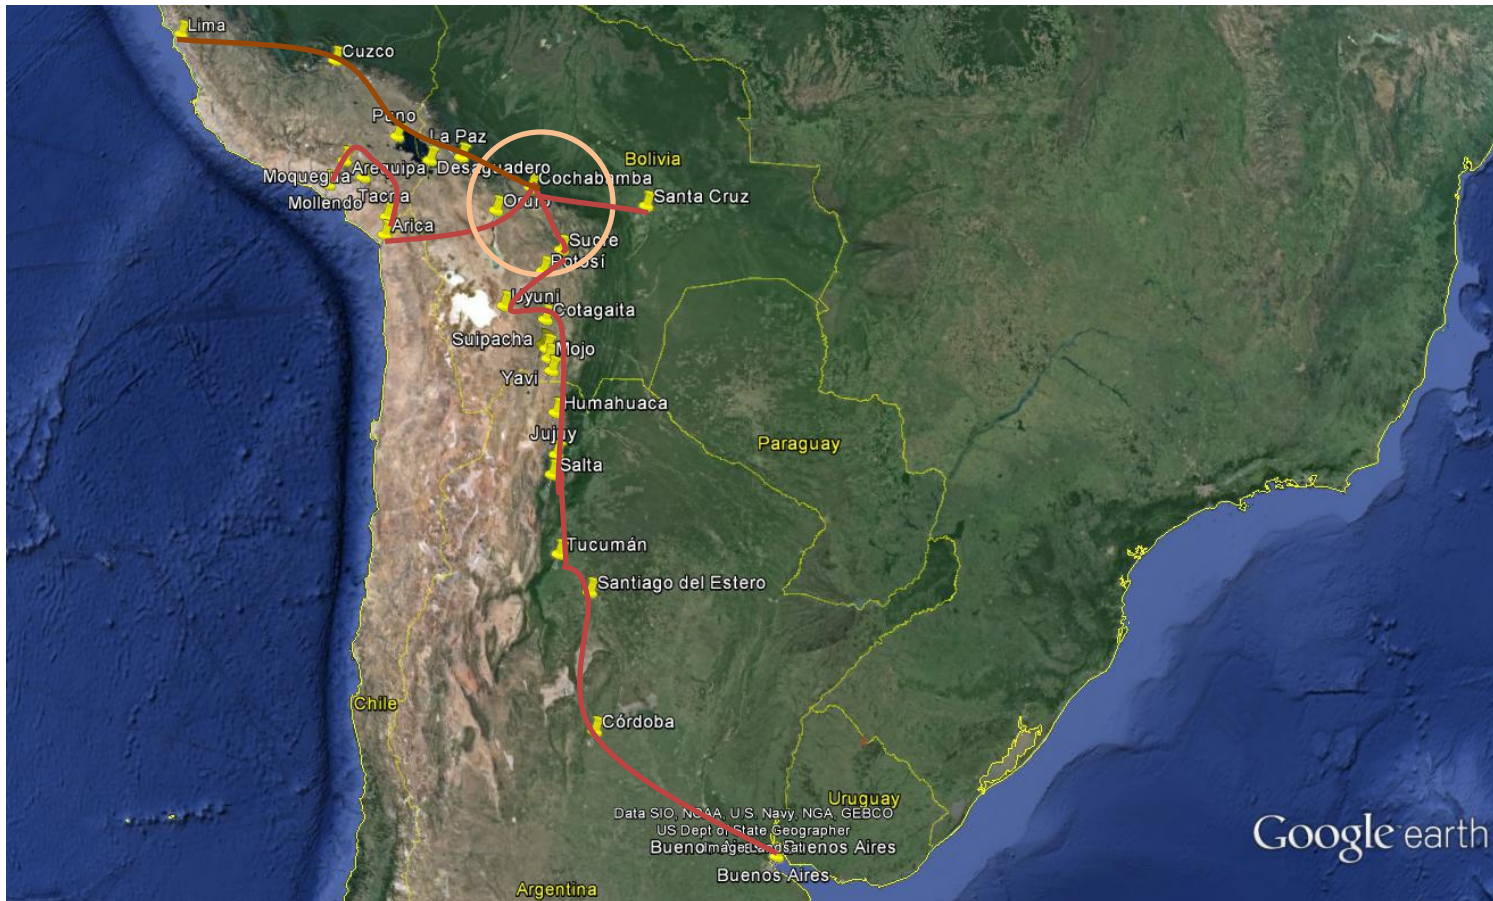 Lima
Cuzco
Puno
La Paz
Bolivia
Arequipa
Desaguadero
Moquegua
Cochabamba
Tacna
Santa Cruz
Mollendo
Oruro
Arica
Sucre
Potosí
Uyuni
Cotagaita
Suipacha
Mojo
Yavi
Humahuaca
Jujuy
Paraguay
Salta
Tucumán
Santiago del Estero
Chile
Córdoba
Uruguay
Data SIO, NOAA, U.S. Navy, NGA, GEBCO
US Dept of State Geographer
Image Landsat
Buenos Aires
Buenos Aires
Argentina
Google earth